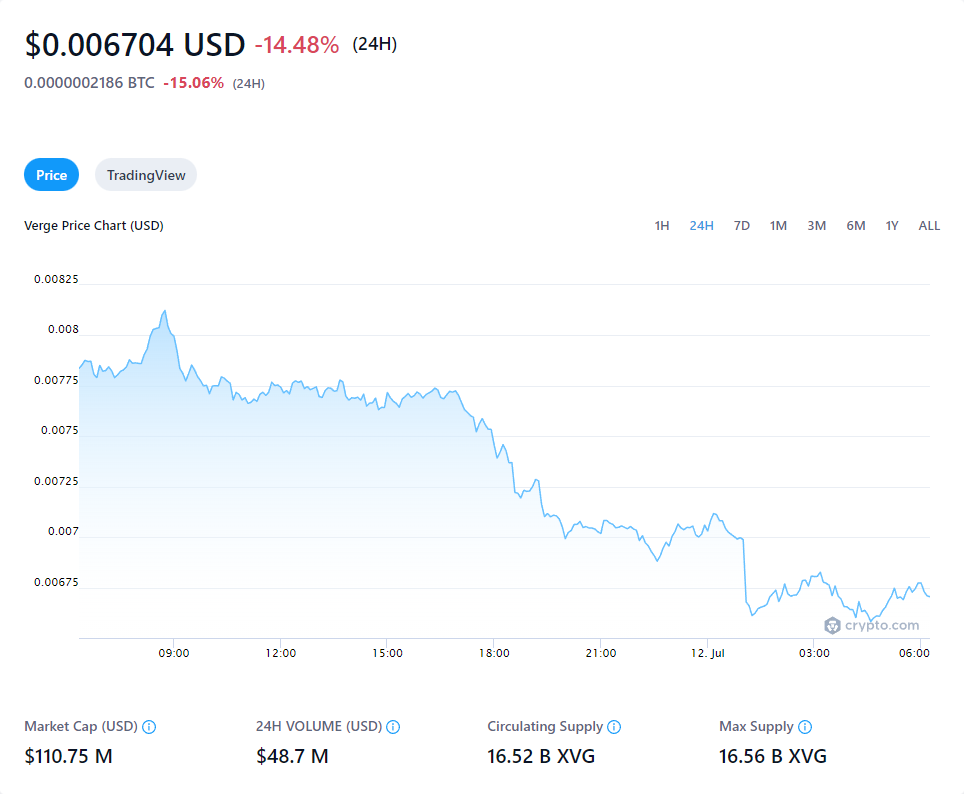 $0.006704 USD -14.48% (24H)
0.0000002186 BTC -15.06% (24H)
Price TradingView
Verge Price Chart (USD) 1H 24H 7D 1M 3M 6M 1Y ALL
0.00825
0.008
0.00775
0.0075
0.00725
0.007
0.00675
crypto.com
09:00 12:00 15:00 18:00 21:00 12. Jul 03:00 06:00
Market Cap (USD) 24H VOLUME (USD) Circulating Supply Max Supply
$110.75 M $48.7 M 16.52 B XVG 16.56 B XVG